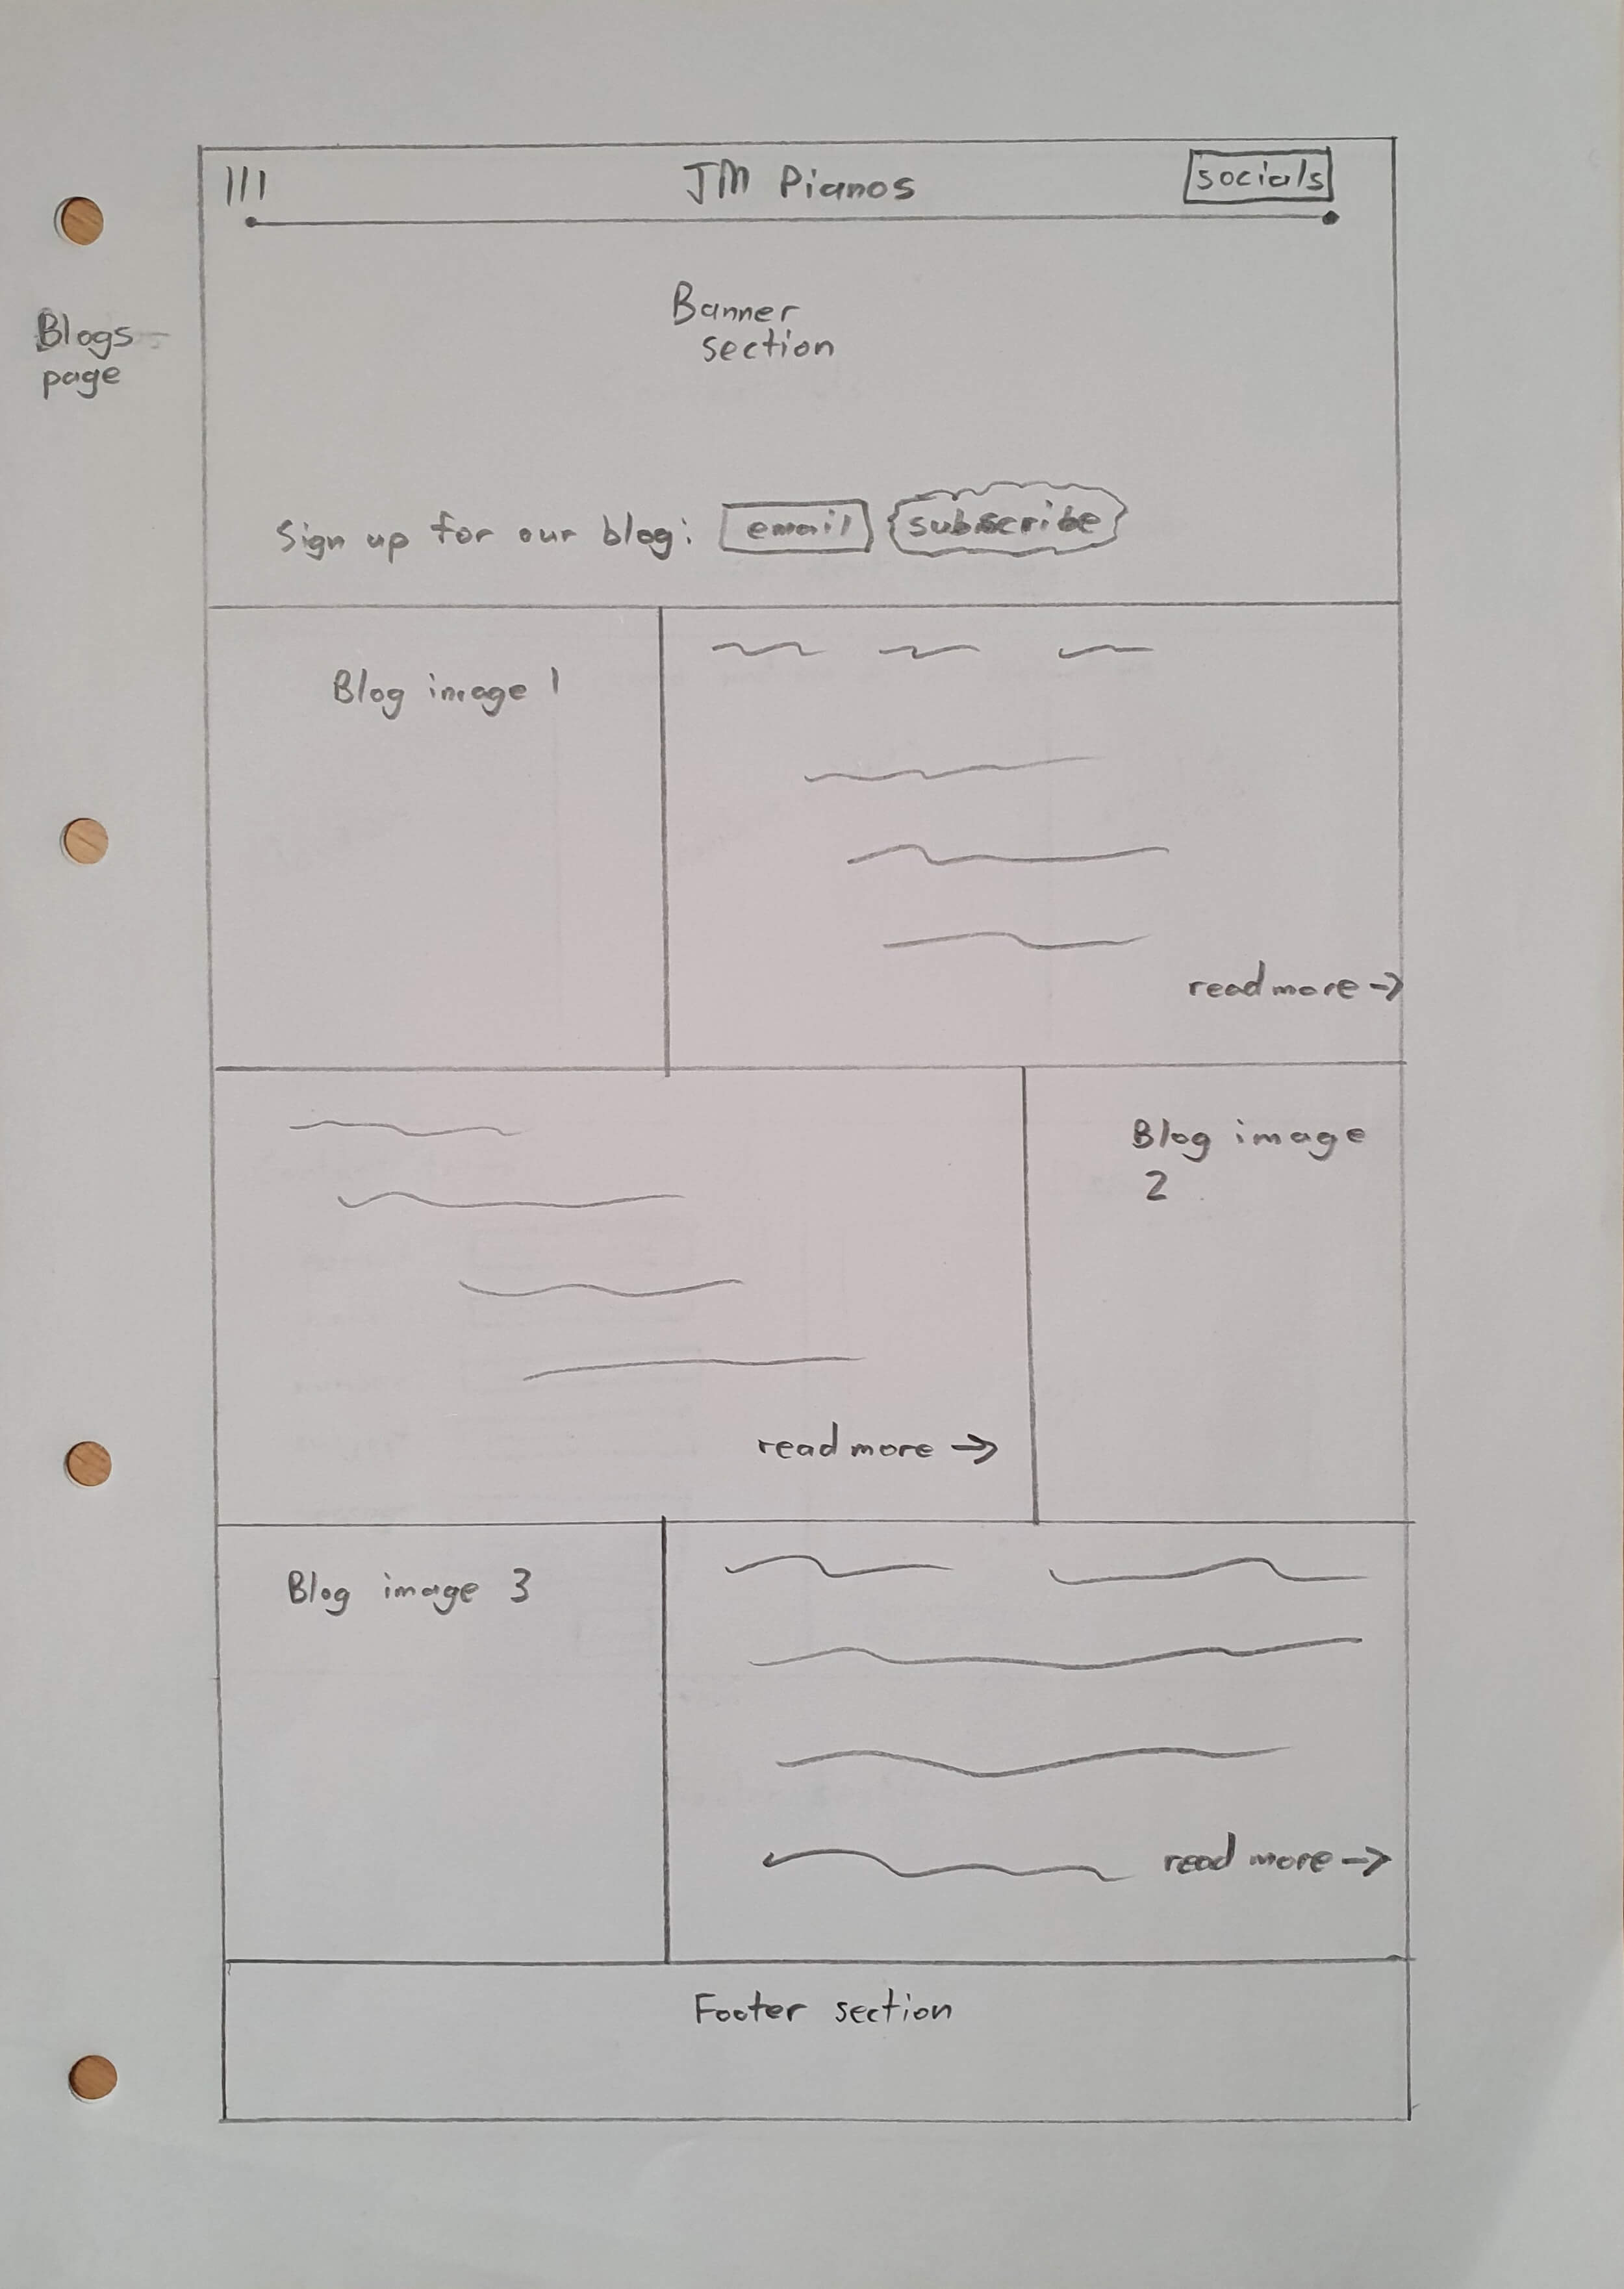 JM Pianos
socials
Blogs
page
Banner
section
Sign up for our blog:
email
subscribe
Blog image 1
read more →
Blog image
2
read more →
Blog image 3
read more →
Footer section